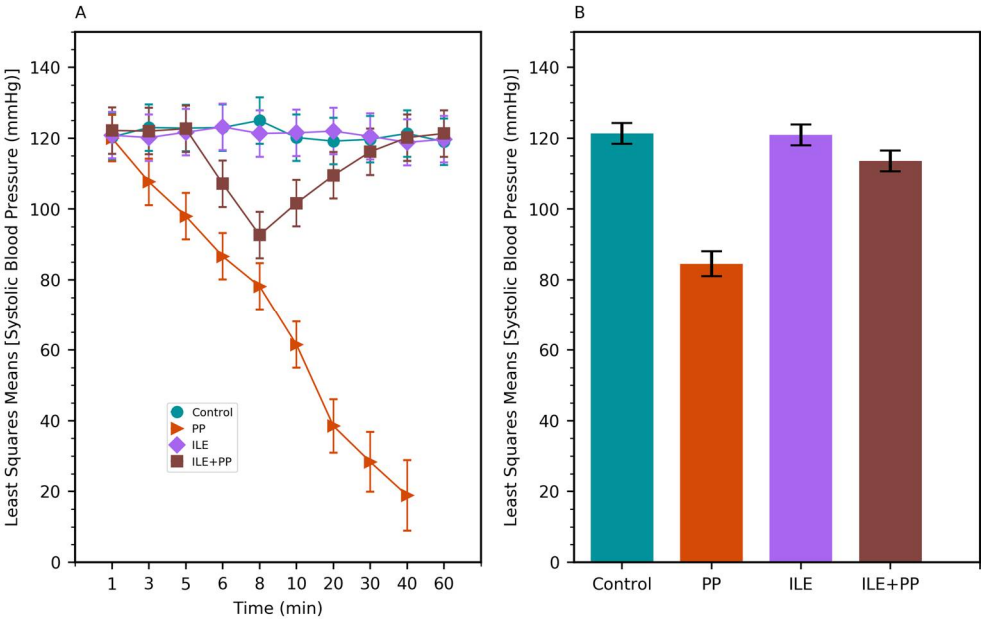 A
Least Squares Means [Systolic Blood Pressure (mmHg)]
140
120
100
80
60
40
20
0
Control
PP
ILE
ILE+PP
1 3 5 6 8 10 20 30 40 60
Time (min)
B
Least Squares Means [Systolic Blood Pressure (mmHg)]
140
120
100
80
60
40
20
0
Control PP ILE ILE+PP